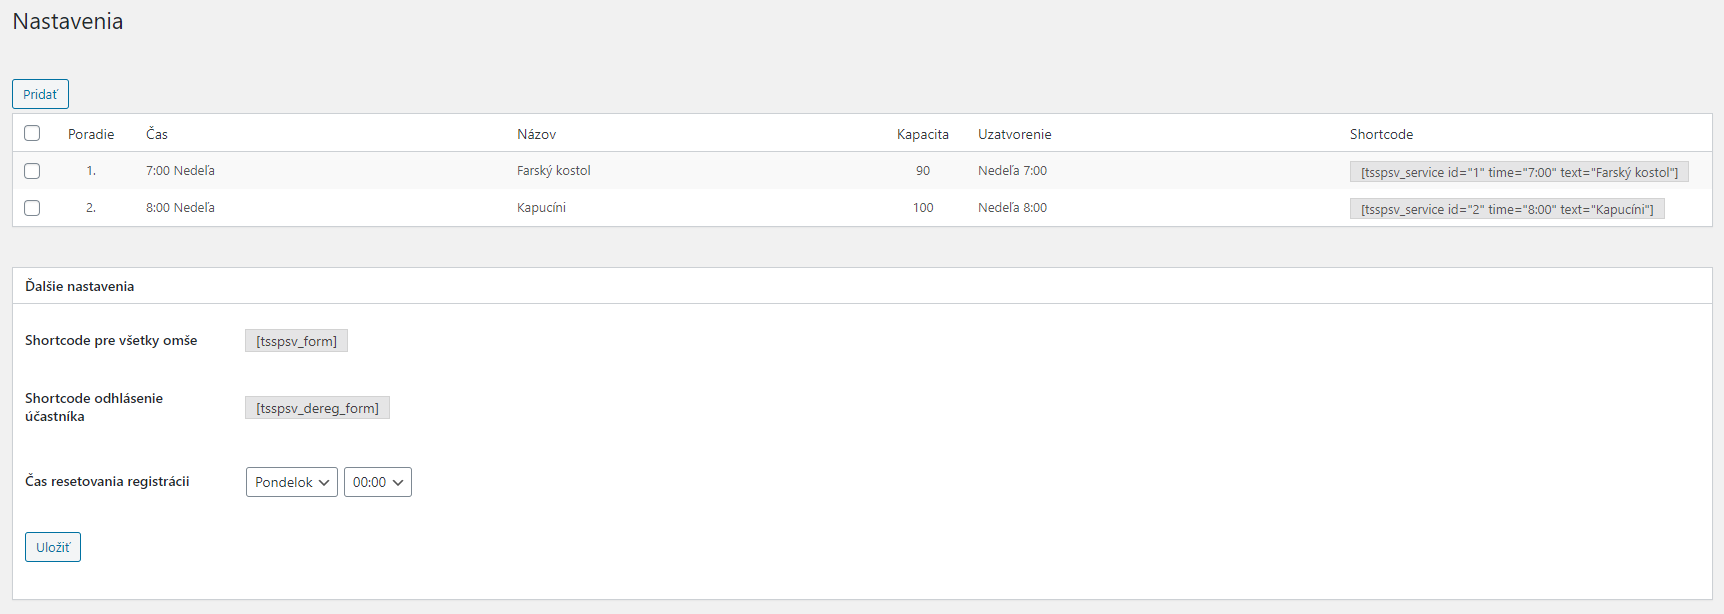 Nastavenia
Pridať
Poradie Čas Názov Kapacita Uzatvorenie Shortcode
1. 7:00 Nedeľa Farský kostol 90 Nedeľa 7:00 [tsspsv_service id="1" time="7:00" text="Farský kostol"]
2. 8:00 Nedeľa Kapucíni 100 Nedeľa 8:00 [tsspsv_service id="2" time="8:00" text="Kapucíni"]
Ďalšie nastavenia
Shortcode pre všetky omše [tsspsv_form]
Shortcode odhlásenie
účastníka [tsspsv_dereg_form]
Čas resetovania registrácii Pondelok 00:00
Uložiť